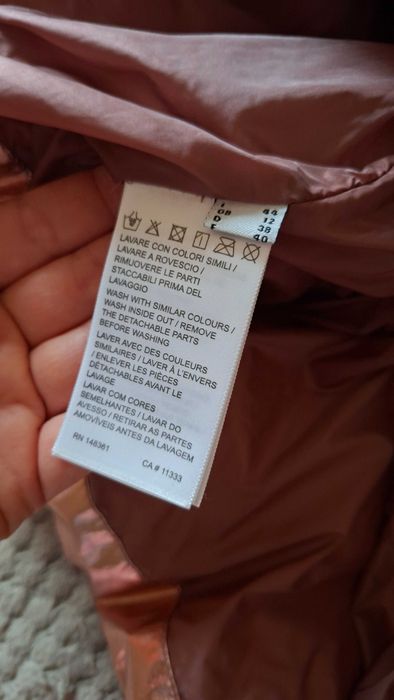 I 44
GB 12
D 38
F 40
LAVARE CON COLORI SIMILI /
LAVARE A ROVESCIO /
RIMUOVERE LE PARTI
STACCABILI PRIMA DEL
LAVAGGIO
WASH WITH SIMILAR COLOURS /
WASH INSIDE OUT / REMOVE
THE DETACHABLE PARTS
BEFORE WASHING
LAVER AVEC DES COULEURS
SIMILAIRES / LAVER À L'ENVERS
/ ENLEVER LES PIÈCES
DÉTACHABLES AVANT LE
LAVAGE
LAVAR COM CORES
SEMELHANTES / LAVAR DO
AVESSO / RETIRAR AS PARTES
AMOVÍVEIS ANTES DA LAVAGEM
RN 148361 CA # 11333